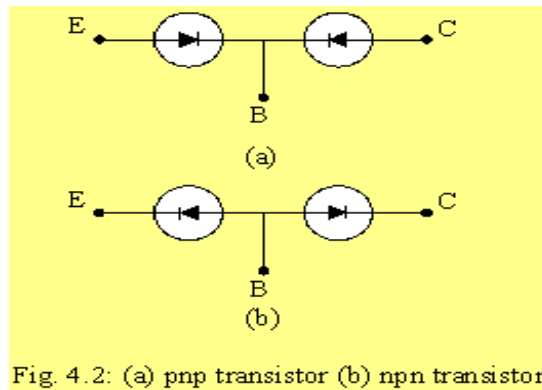 E C
B
(a)
E C
B
(b)
Fig. 4.2: (a) pnp transistor (b) npn transistor